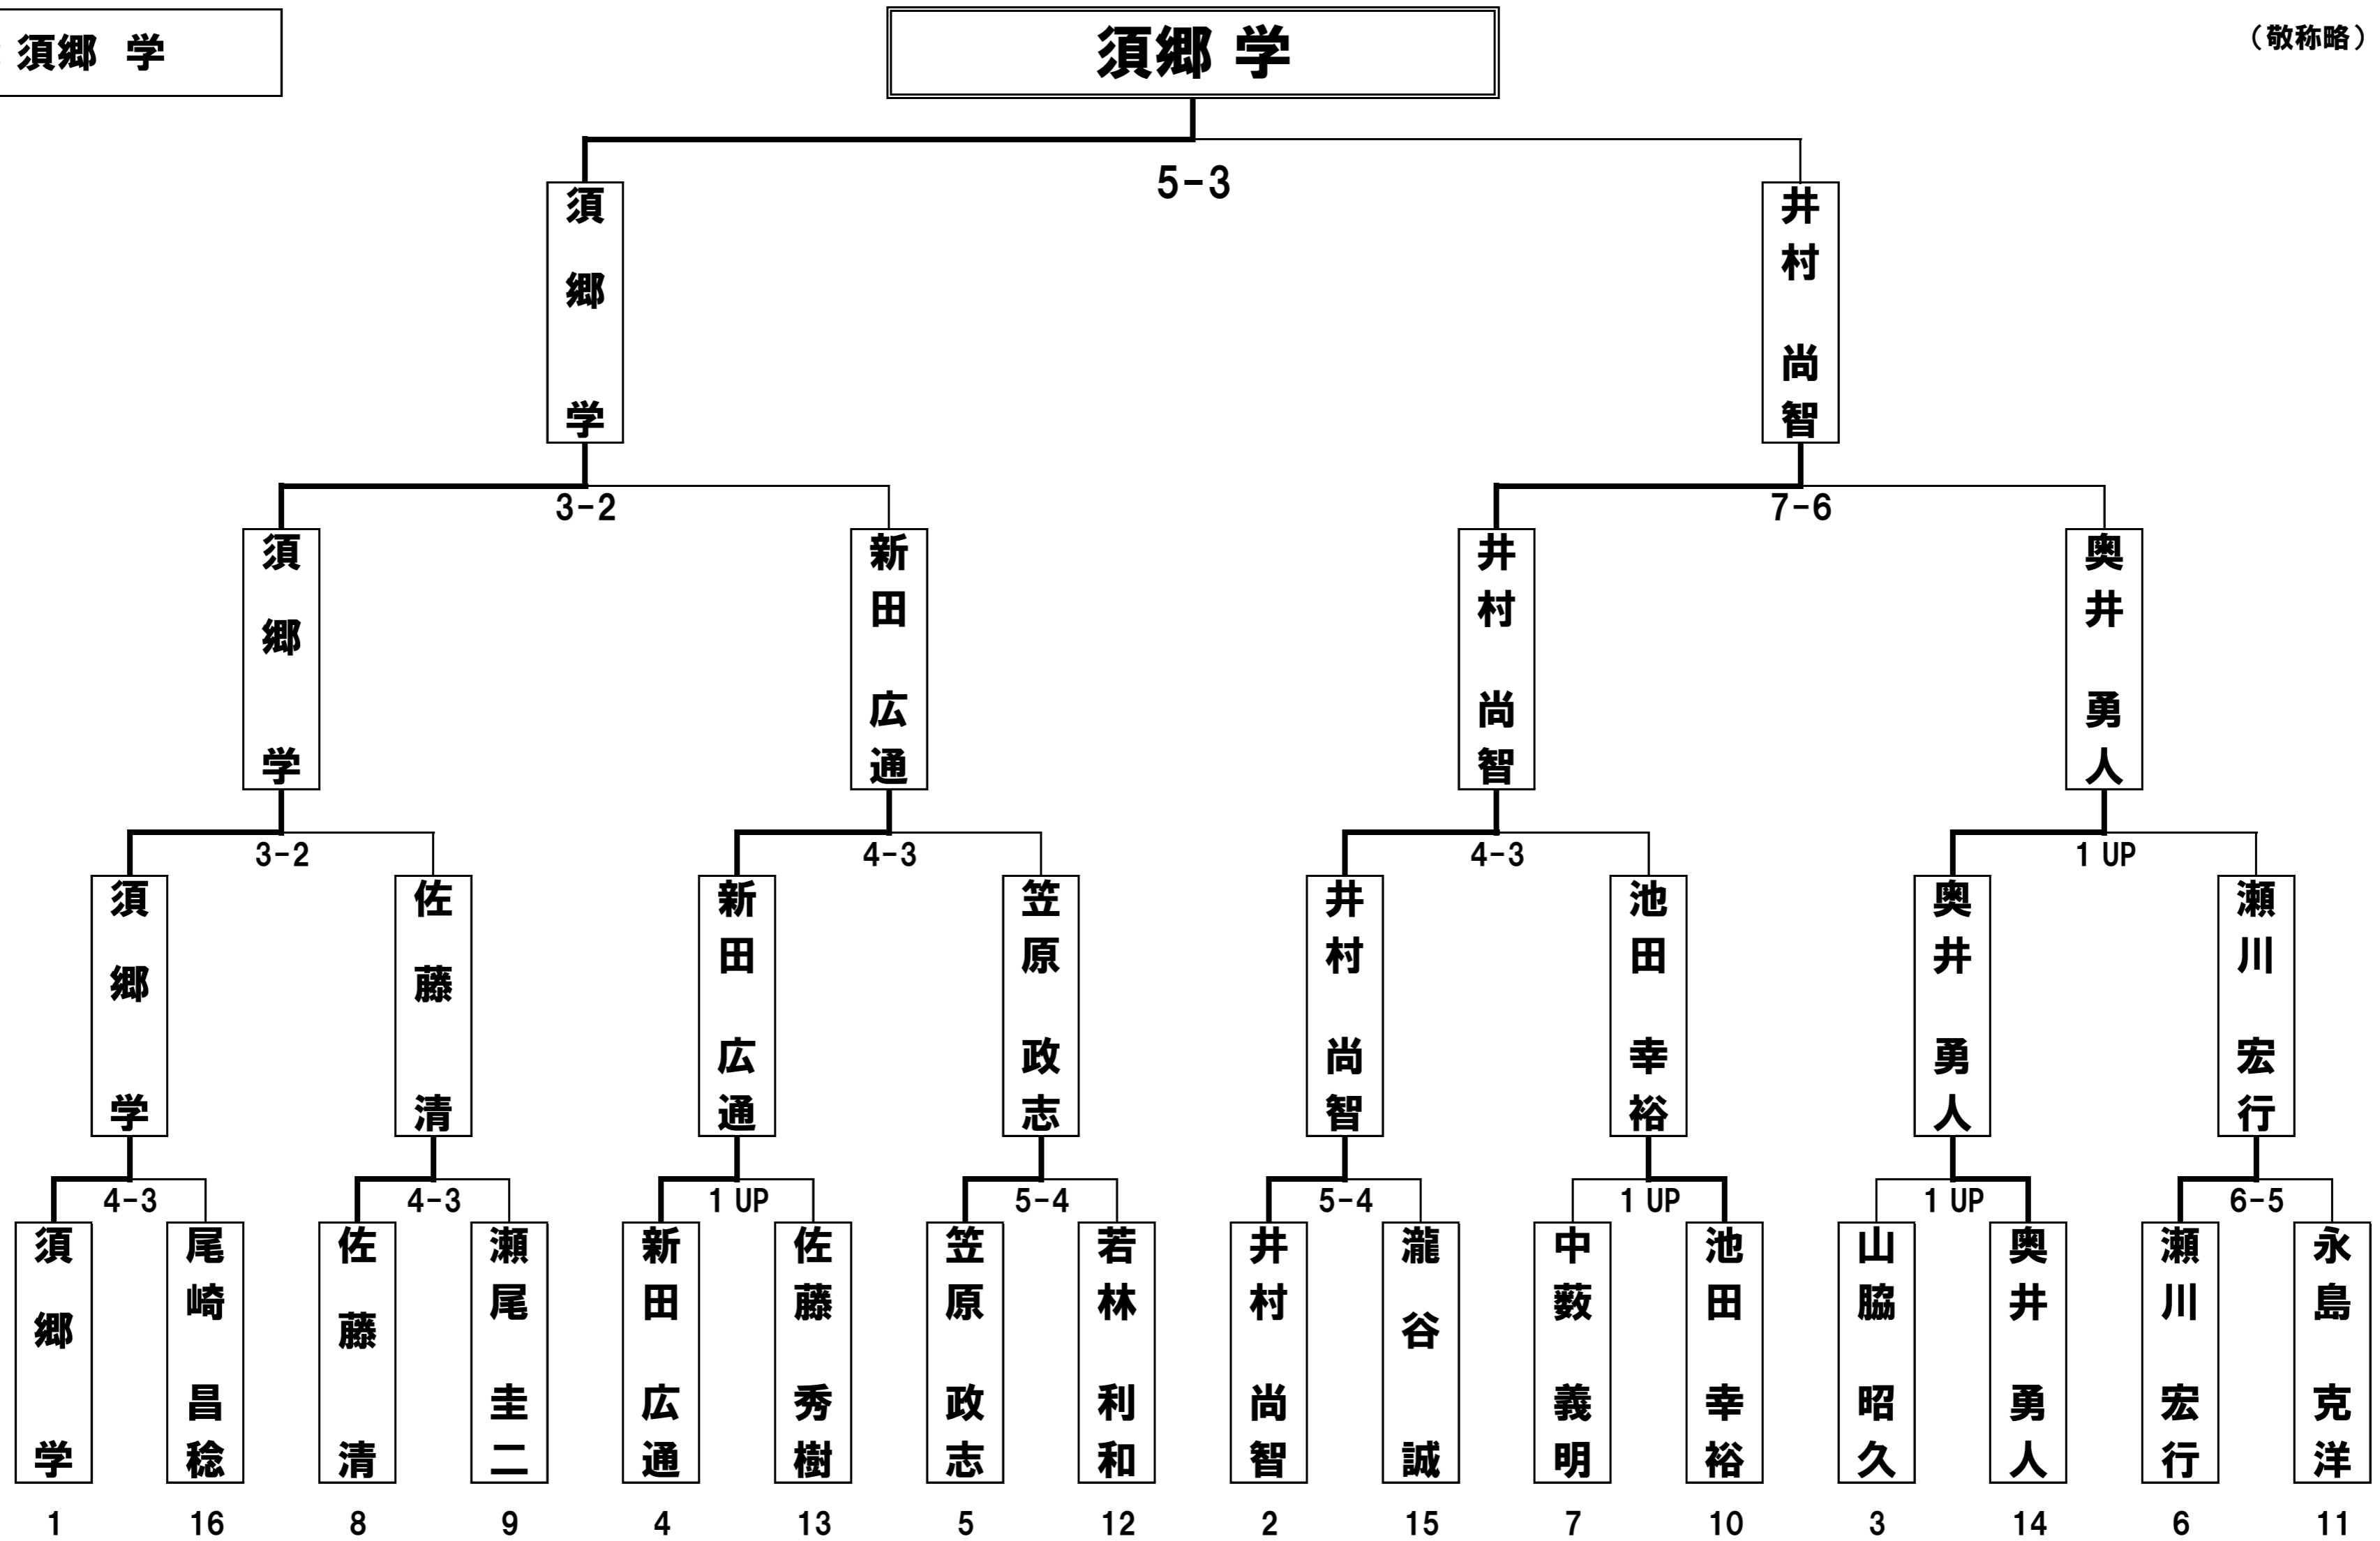 須郷 学
須郷 学
（敬称略）
5-3
須郷 学
井村 尚智
3-2
7-6
須郷 学
新田 広通
井村 尚智
奥井 勇人
3-2
4-3
4-3
1 UP
須郷 学
佐藤 清
新田 広通
笠原 政志
井村 尚智
池田 幸裕
奥井 勇人
瀬川 宏行
4-3
4-3
1 UP
5-4
5-4
1 UP
1 UP
6-5
須郷 学
尾崎 昌稔
佐藤 清
瀬尾 圭二
新田 広通
佐藤 秀樹
笠原 政志
若林 利和
井村 尚智
瀧谷 誠
中薮 義明
池田 幸裕
山脇 昭久
奥井 勇人
瀬川 宏行
永島 克洋
1 16 8 9 4 13 5 12 2 15 7 10 3 14 6 11